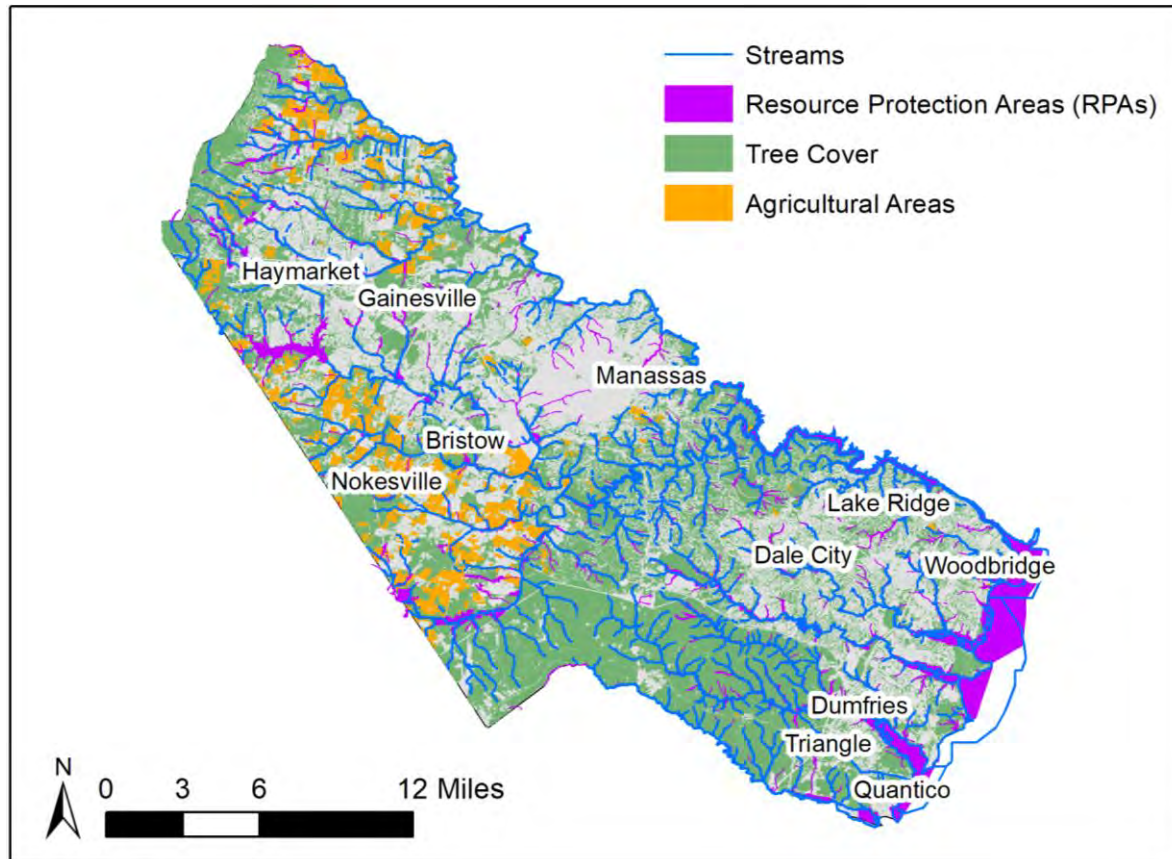 Streams
Resource Protection Areas (RPAs)
Tree Cover
Agricultural Areas
Haymarket
Gainesville
Manassas
Bristow
Nokesville
Lake Ridge
Dale City
Woodbridge
Dumfries
Triangle
Quantico
N
0 3 6 12 Miles